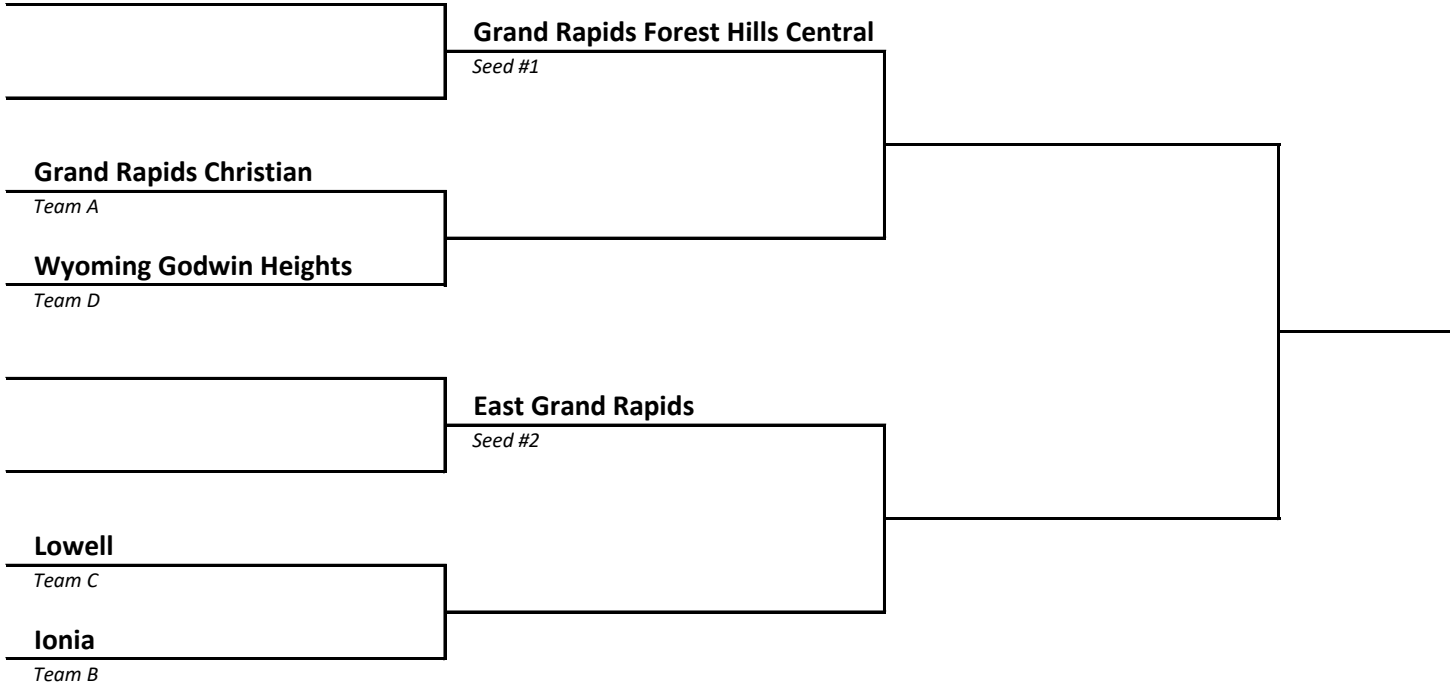 Grand Rapids Forest Hills Central
Seed #1
Grand Rapids Christian
Team A
Wyoming Godwin Heights
Team D
East Grand Rapids
Seed #2
Lowell
Team C
Ionia
Team B